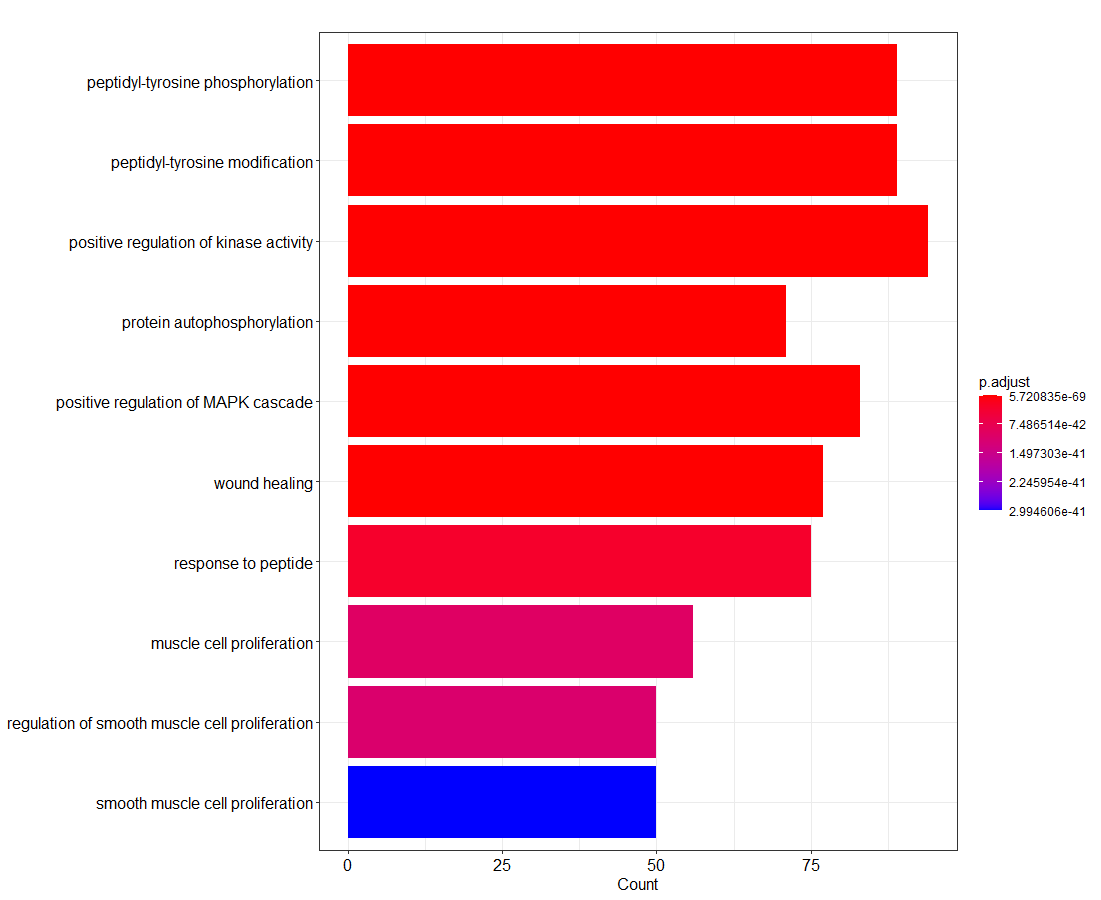 peptidyl-tyrosine phosphorylation
peptidyl-tyrosine modification
positive regulation of kinase activity
protein autophosphorylation
positive regulation of MAPK cascade
wound healing
response to peptide
muscle cell proliferation
regulation of smooth muscle cell proliferation
smooth muscle cell proliferation
0 25 50 75
Count
p.adjust
5.720835e-69
7.486514e-42
1.497303e-41
2.245954e-41
2.994606e-41